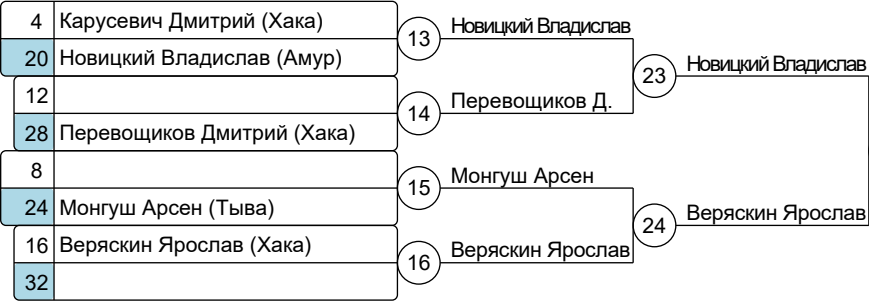 4 Карусевич Дмитрий (Хака)
20 Новицкий Владислав (Амур)
12
28 Перевощиков Дмитрий (Хака)
8
24 Монгуш Арсен (Тыва)
16 Веряскин Ярослав (Хака)
32
13 Новицкий Владислав
14 Перевощиков Д.
15 Монгуш Арсен
16 Веряскин Ярослав
23 Новицкий Владислав
24 Веряскин Ярослав